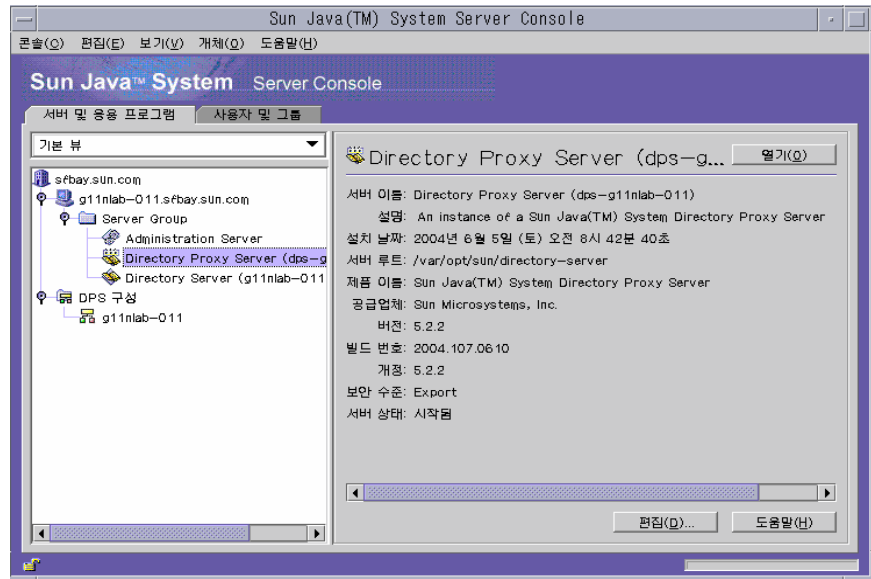 Sun Java(TM) System Server Console
콘솔(O) 편집(E) 보기(V) 개체(O) 도움말(H)
Sun Java™ System Server Console
서버 및 응용 프로그램 사용자 및 그룹
기본 뷰
sfbay.sun.com
g11nlab-011.sfbay.sun.com
Server Group
Administration Server
Directory Proxy Server (dps-g
Directory Server (g11nlab-011
DPS 구성
g11nlab-011
Directory Proxy Server (dps-g... 열기(O)
서버 이름: Directory Proxy Server (dps-g11nlab-011)
설명: An instance of a Sun Java(TM) System Directory Proxy Server
설치 날짜: 2004년 6월 5일 (토) 오전 8시 42분 40초
서버 루트: /var/opt/sun/directory-server
제품 이름: Sun Java(TM) System Directory Proxy Server
공급업체: Sun Microsystems, Inc.
버전: 5.2.2
빌드 번호: 2004.107.0610
개정: 5.2.2
보안 수준: Export
서버 상태: 시작됨
편집(D)... 도움말(H)